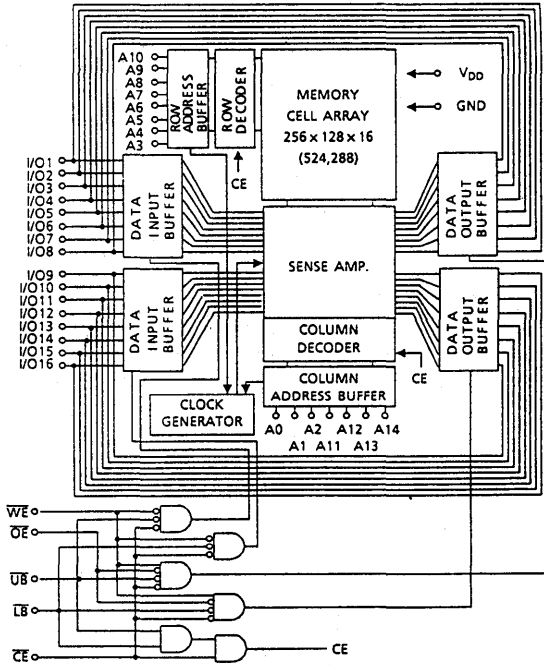 A10
A9
A8
A7
A6
A5
A4
A3
ROW ADDRESS BUFFER
ROW DECODER
CE
MEMORY
CELL ARRAY
256 x 128 x 16
(524,288)
VDD
GND
I/O1
I/O2
I/O3
I/O4
I/O5
I/O6
I/O7
I/O8
DATA INPUT BUFFER
SENSE AMP.
DATA OUTPUT BUFFER
I/O9
I/O10
I/O11
I/O12
I/O13
I/O14
I/O15
I/O16
DATA INPUT BUFFER
DATA OUTPUT BUFFER
COLUMN
DECODER
CE
COLUMN
ADDRESS BUFFER
CLOCK
GENERATOR
A0 A2 A12 A14
A1 A11 A13
WE
OE
UB
LB
CE
CE